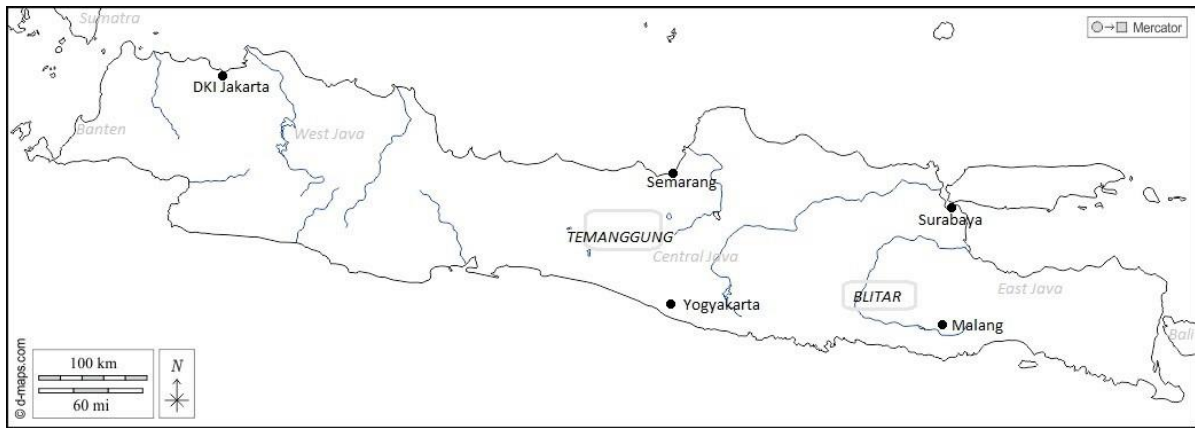 Sumatra
Mercator
DKI Jakarta
Banten
West Java
Semarang
Surabaya
TEMANGGUNG
Central Java
East Java
BLITAR
Yogyakarta
Malang
Bali
100 km
60 mi
N
© d-maps.com